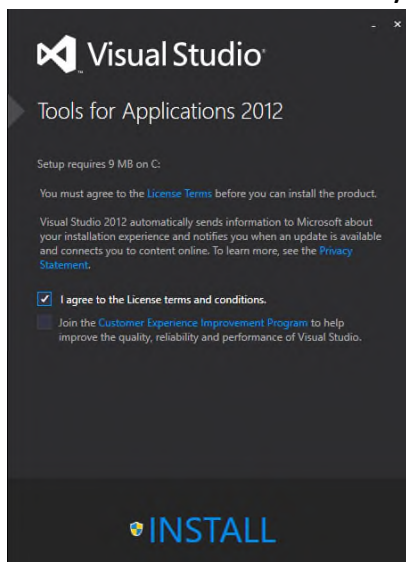 Visual Studio
Tools for Applications 2012
Setup requires 9 MB on C:
You must agree to the License Terms before you can install the product.
Visual Studio 2012 automatically sends information to Microsoft about
your installation experience and notifies you when an update is available
and connects you to content online. To learn more, see the Privacy
Statement.
I agree to the License terms and conditions.
Join the Customer Experience Improvement Program to help
improve the quality, reliability and performance of Visual Studio.
INSTALL